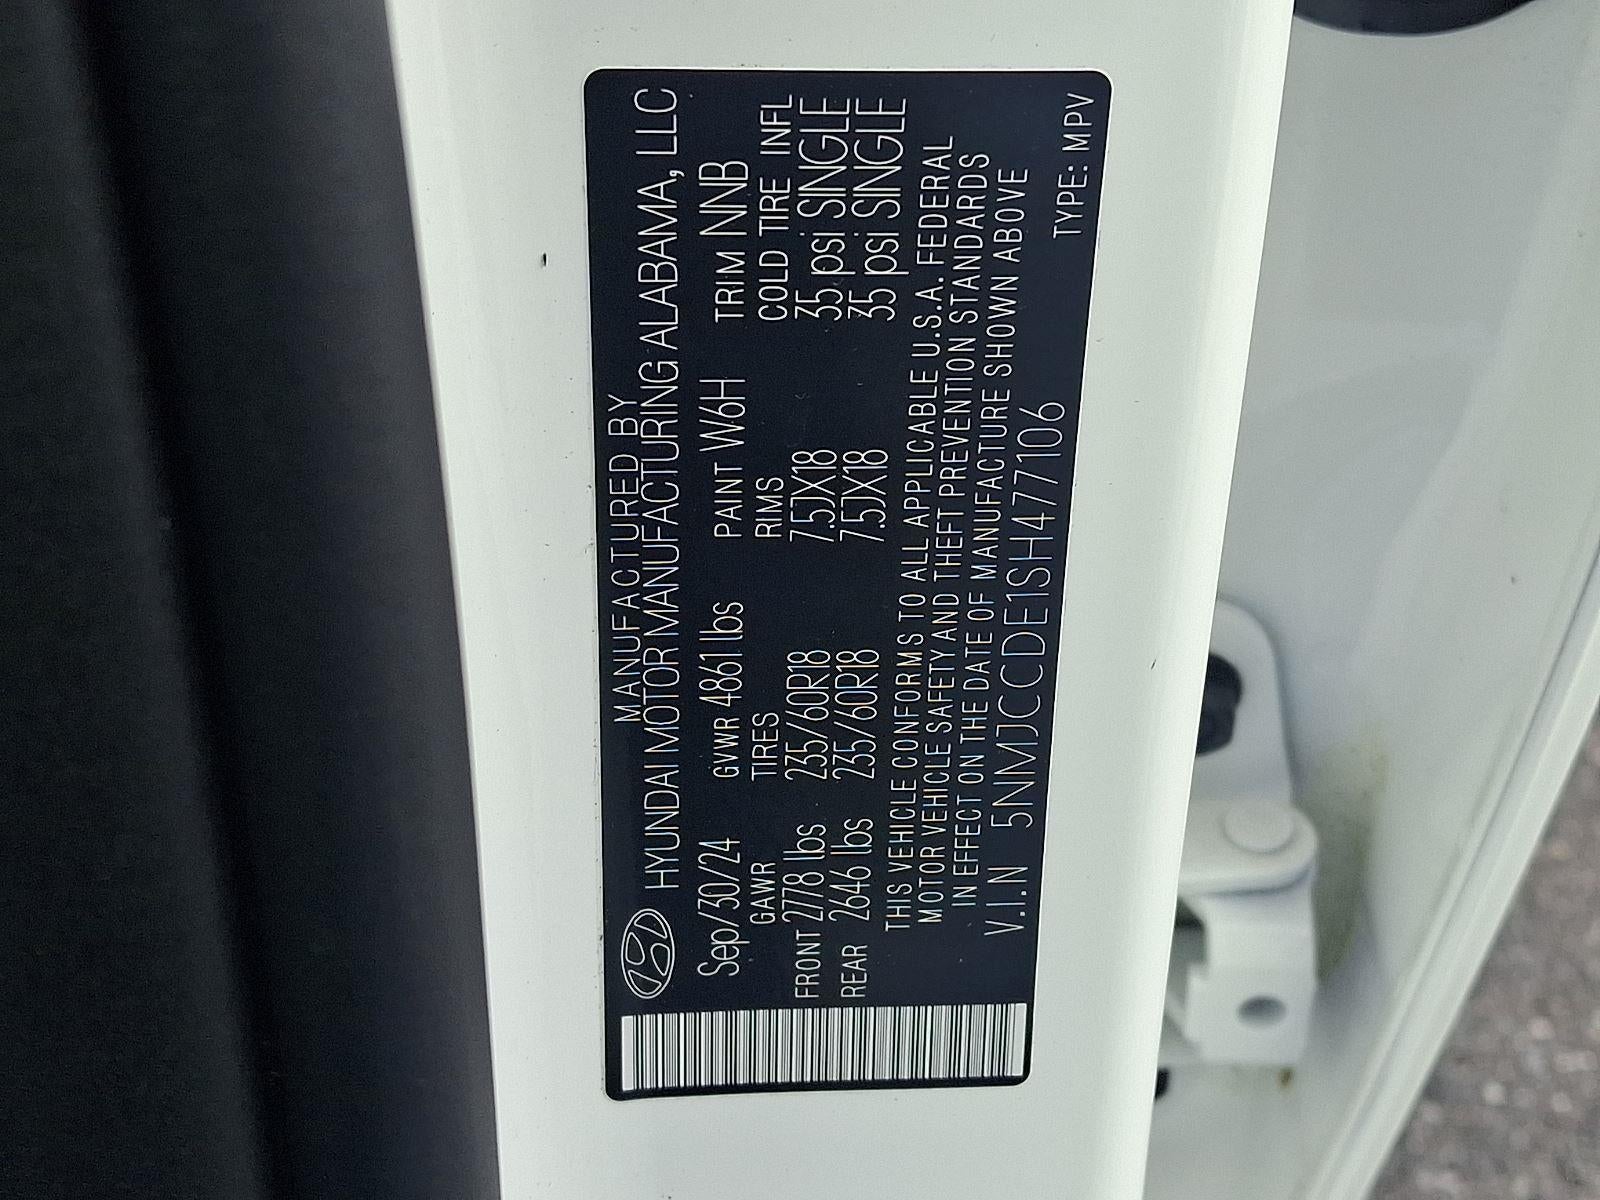 MANUFACTURED BY
HYUNDAI MOTOR MANUFACTURING ALABAMA, LLC
Sep/30/24 GVWR 4861 lbs PAINT W6H TRIM NNB
GAWR TIRES RIMS COLD TIRE INFL
FRONT 2778 lbs 235/60R18 7.5JX18 35 psi SINGLE
REAR 2646 lbs 235/60R18 7.5JX18 35 psi SINGLE
THIS VEHICLE CONFORMS TO ALL APPLICABLE U.S.A. FEDERAL
MOTOR VEHICLE SAFETY AND THEFT PREVENTION STANDARDS
IN EFFECT ON THE DATE OF MANUFACTURE SHOWN ABOVE
V.I.N 5NMJCCDE1SH477106
TYPE: MPV